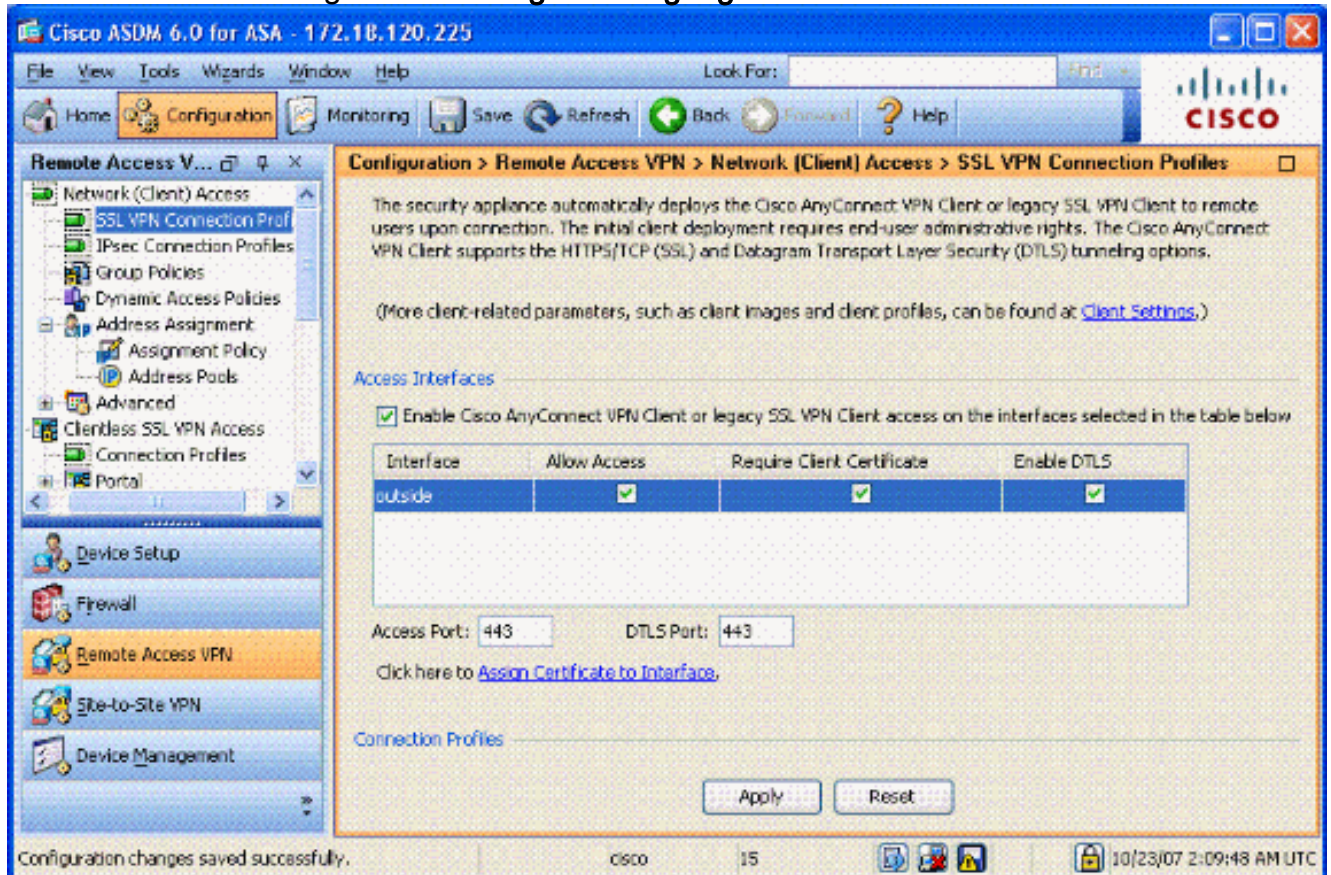 Cisco ASDM 6.0 for ASA - 172.18.120.225
File View Tools Wizards Window Help Look For: Find
Home Configuration Monitoring Save Refresh Back Forward Help
CISCO
Remote Access V...
Network (Client) Access
SSL VPN Connection Prof
IPsec Connection Profiles
Group Policies
Dynamic Access Policies
Address Assignment
Assignment Policy
Address Pools
Advanced
Clientless SSL VPN Access
Connection Profiles
Portal
Device Setup
Firewall
Remote Access VPN
Site-to-Site VPN
Device Management
Configuration > Remote Access VPN > Network (Client) Access > SSL VPN Connection Profiles
The security appliance automatically deploys the Cisco AnyConnect VPN Client or legacy SSL VPN Client to remote
users upon connection. The initial client deployment requires end-user administrative rights. The Cisco AnyConnect
VPN Client supports the HTTPS/TCP (SSL) and Datagram Transport Layer Security (DTLS) tunneling options.
(More client-related parameters, such as client images and client profiles, can be found at Client Settings.)
Access Interfaces
Enable Cisco AnyConnect VPN Client or legacy SSL VPN Client access on the interfaces selected in the table below
Interface Allow Access Require Client Certificate Enable DTLS
outside
Access Port: 443 DTLS Port: 443
Click here to Assign Certificate to Interface.
Connection Profiles
Apply Reset
Configuration changes saved successfully. cisco 15 10/23/07 2:09:48 AM UTC